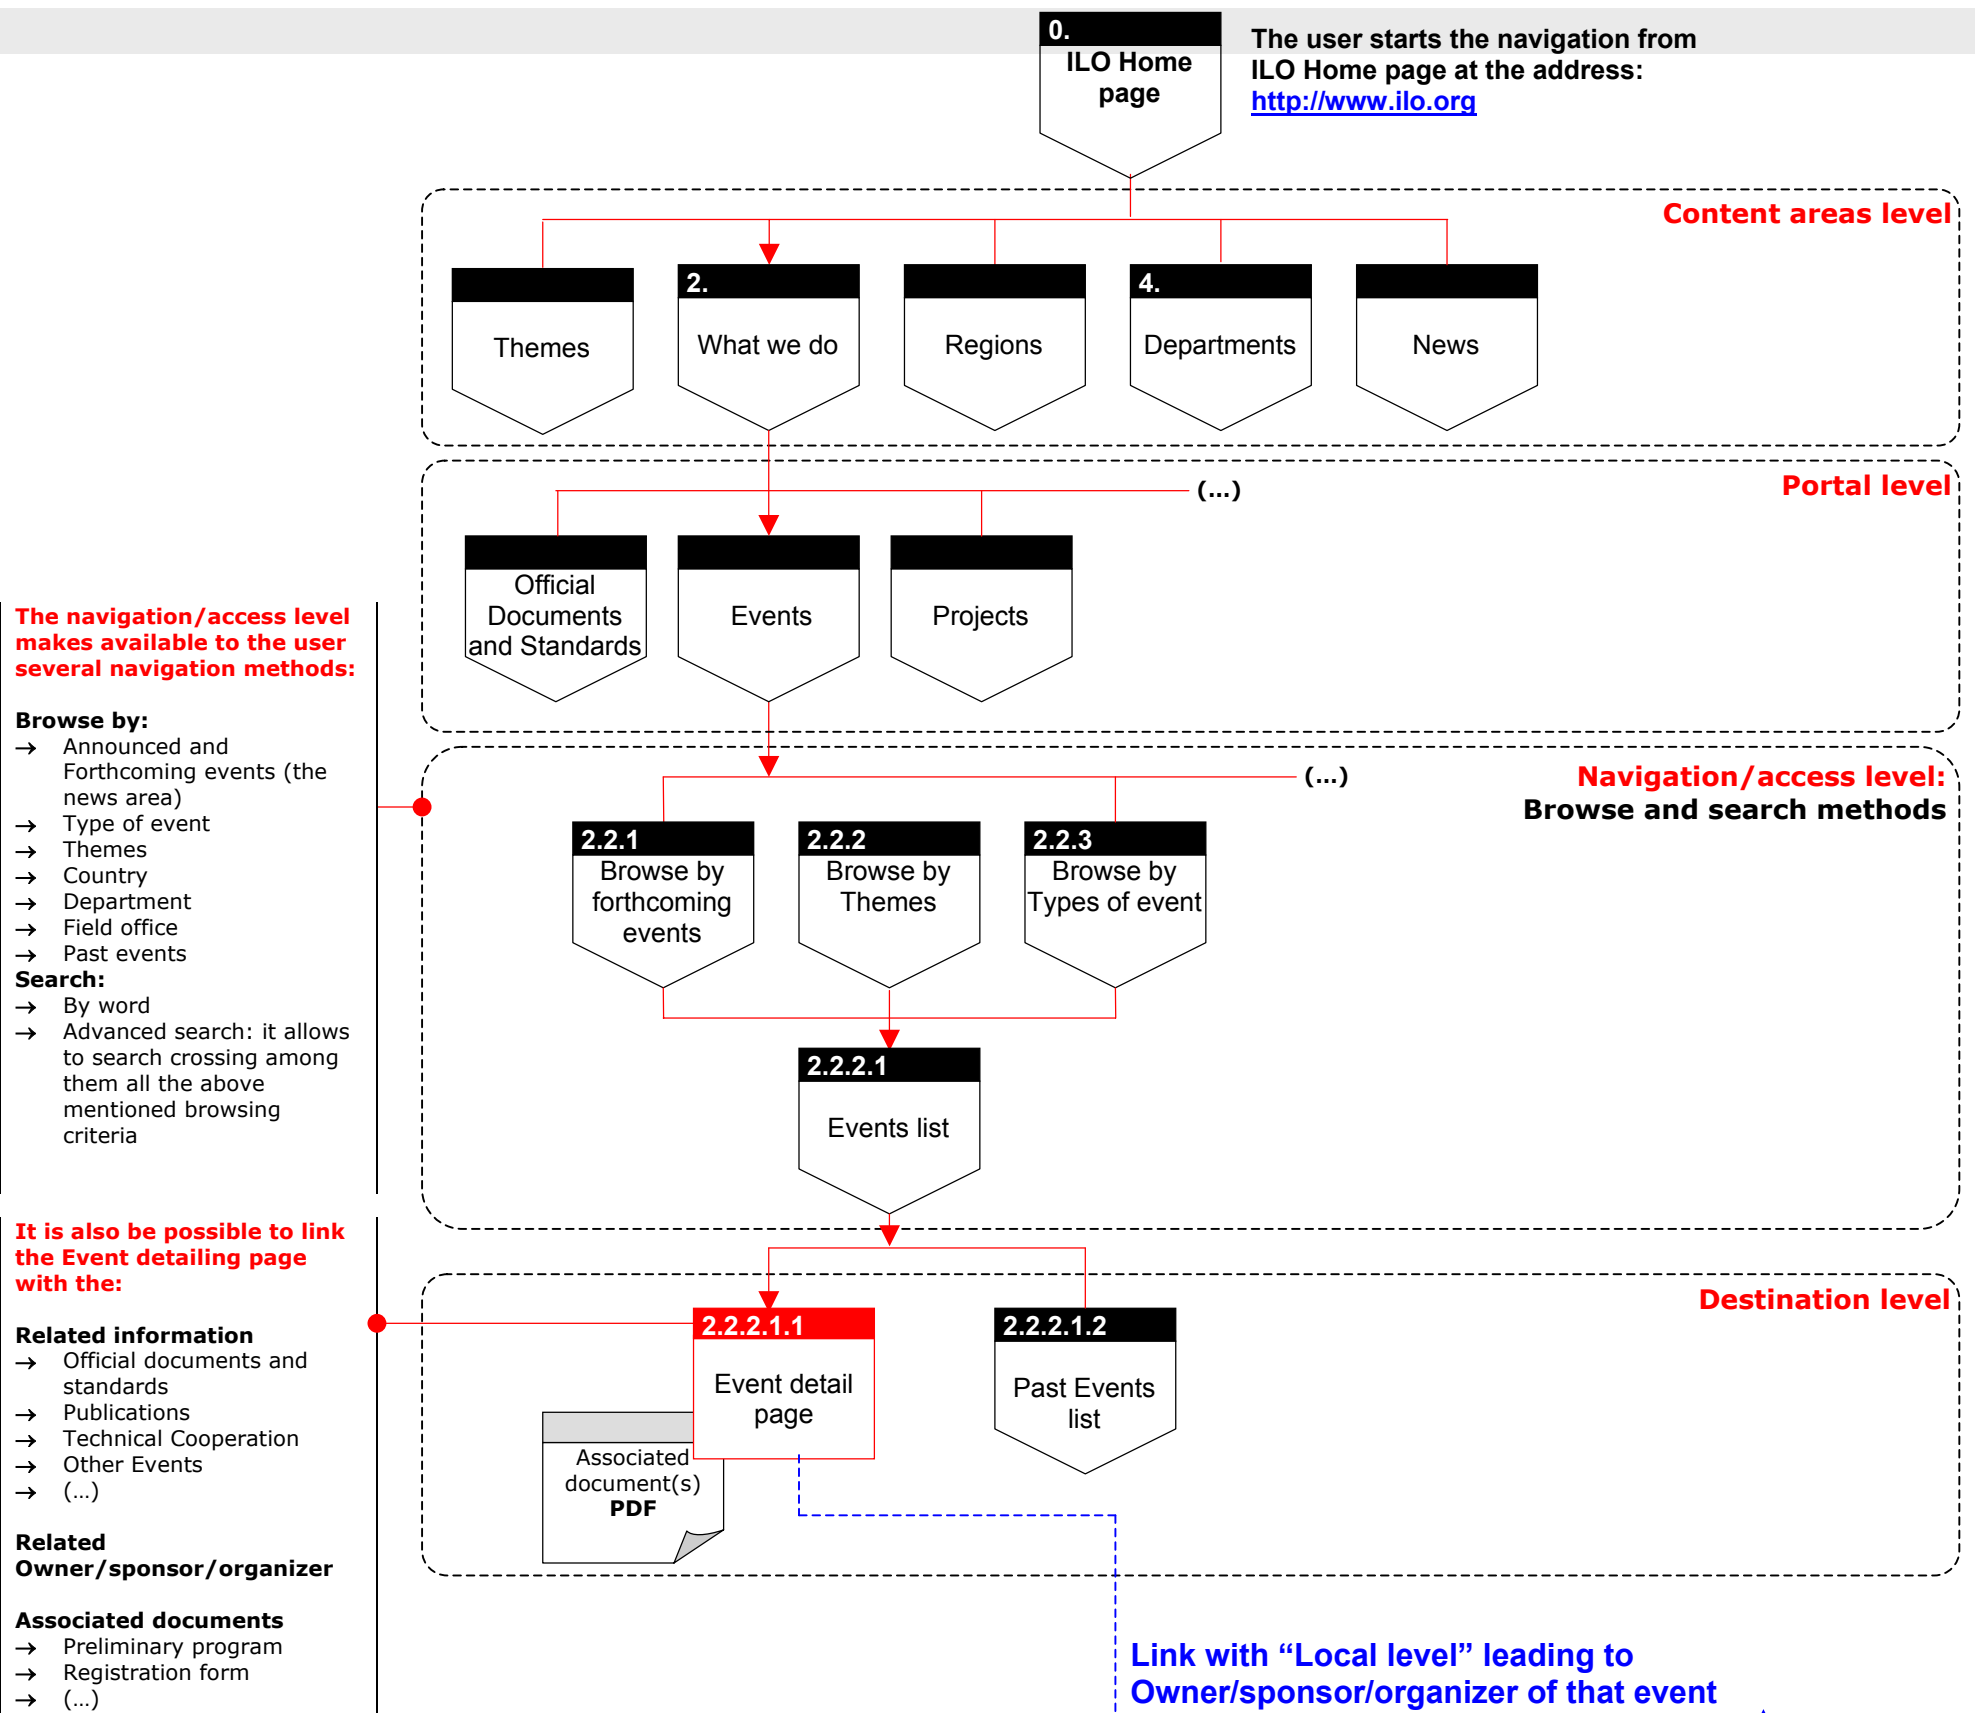 0.
ILO Home
page
The user starts the navigation from
ILO Home page at the address:
http://www.ilo.org
Content areas level
Themes
2.
What we do
Regions
4.
Departments
News
Portal level
(...)
Official
Documents
and Standards
Events
Projects
The navigation/access level
makes available to the user
several navigation methods:
Browse by:
→ Announced and
Forthcoming events (the
news area)
→ Type of event
→ Themes
→ Country
→ Department
→ Field office
→ Past events
Search:
→ By word
→ Advanced search: it allows
to search crossing among
them all the above
mentioned browsing
criteria
(...)
Navigation/access level:
Browse and search methods
2.2.1
Browse by
forthcoming
events
2.2.2
Browse by
Themes
2.2.3
Browse by
Types of event
2.2.2.1
Events list
It is also be possible to link
the Event detailing page
with the:
Related information
→ Official documents and
standards
→ Publications
→ Technical Cooperation
→ Other Events
→ (...)
Related
Owner/sponsor/organizer
Associated documents
→ Preliminary program
→ Registration form
→ (...)
Destination level
2.2.2.1.1
Event detail
page
2.2.2.1.2
Past Events
list
Associated
document(s)
PDF
Link with “Local level” leading to
Owner/sponsor/organizer of that event